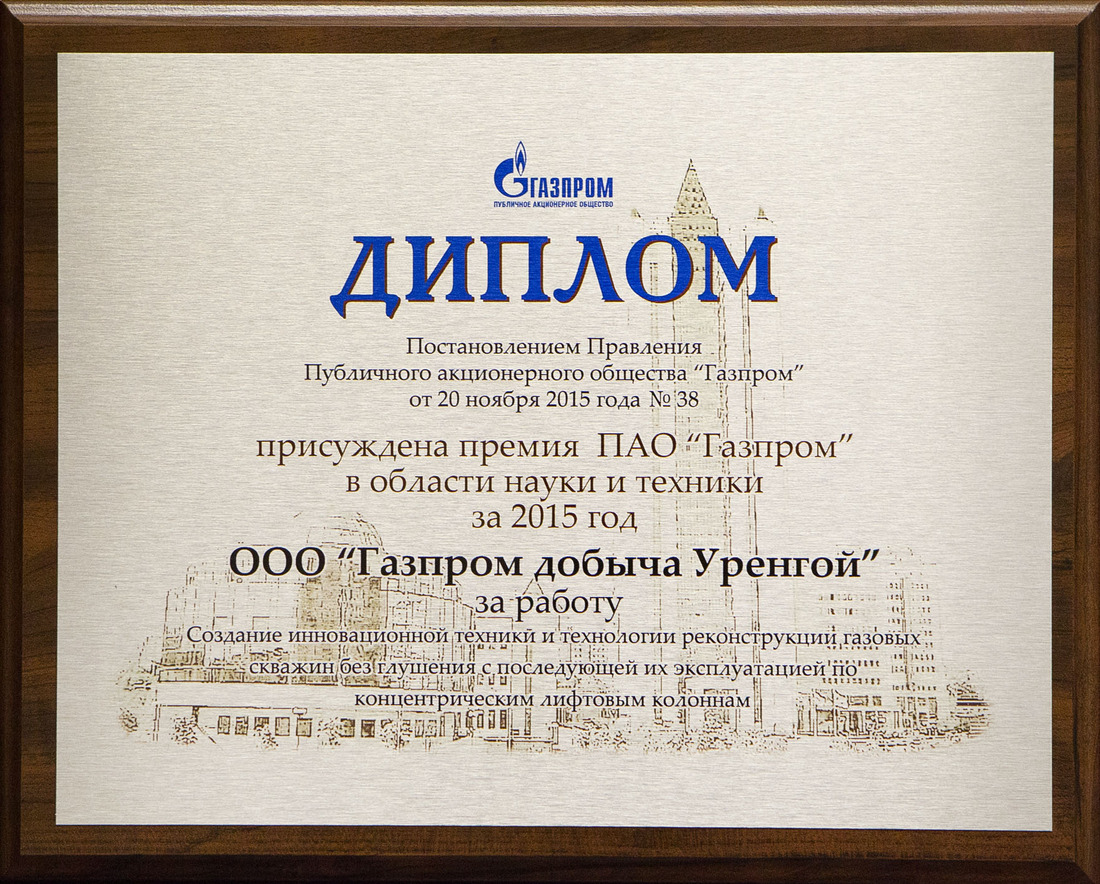 ГАЗПРОМ
ПУБЛИЧНОЕ АКЦИОНЕРНОЕ ОБЩЕСТВО
ДИПЛОМ
Постановлением Правления
Публичного акционерного общества “Газпром”
от 20 ноября 2015 года № 38
присуждена премия ПАО “Газпром”
в области науки и техники
за 2015 год
ООО “Газпром добыча Уренгой”
за работу
Создание инновационной техники и технологии реконструкции газовых
скважин без глушения с последующей их эксплуатацией по
концентрическим лифтовым колоннам